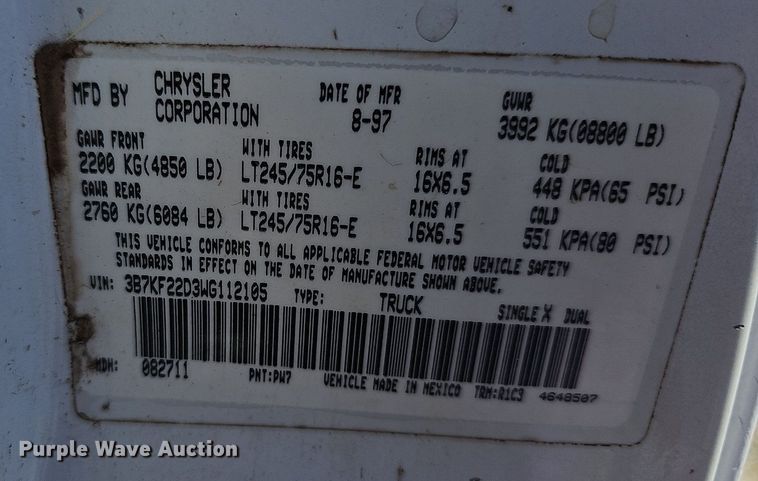 MFD BY CHRYSLER CORPORATION DATE OF MFR 8-97 GVWR 3992 KG(08800 LB)
GAWR FRONT WITH TIRES RIMS AT COLD
2200 KG(4850 LB) LT245/75R16-E 16X6.5 448 KPA(65 PSI)
GAWR REAR WITH TIRES RIMS AT COLD
2760 KG(6084 LB) LT245/75R16-E 16X6.5 551 KPA(80 PSI)
THIS VEHICLE CONFORMS TO ALL APPLICABLE FEDERAL MOTOR VEHICLE SAFETY
STANDARDS IN EFFECT ON THE DATE OF MANUFACTURE SHOWN ABOVE.
VIN: 3B7KF22D3WG112105 TYPE: TRUCK SINGLE X DUAL
MDH: 082711 PNT:PW7 VEHICLE MADE IN MEXICO TRM:R1C3 4648507
Purple Wave Auction